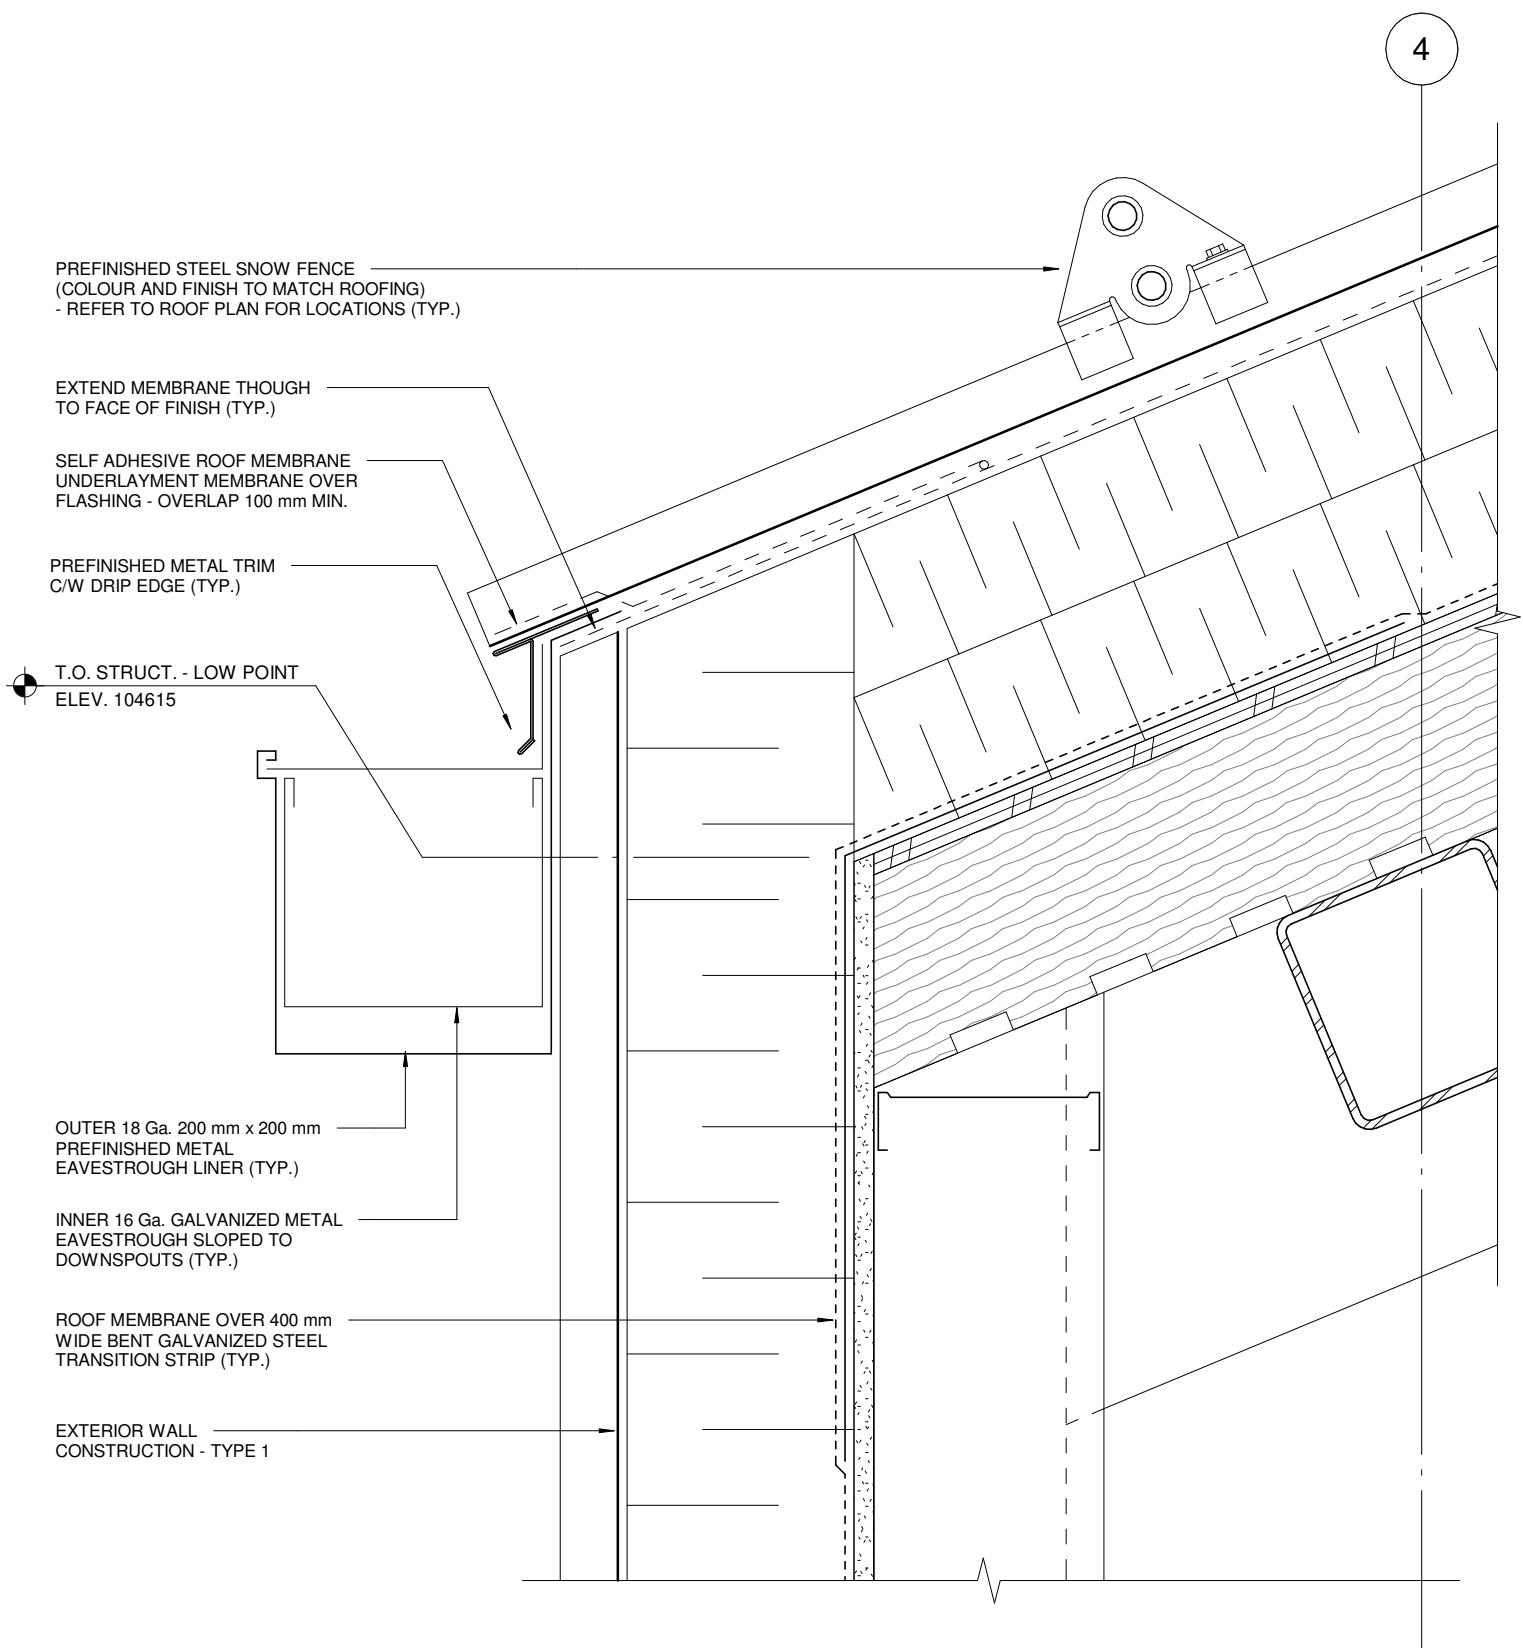 4
PREFINISHED STEEL SNOW FENCE
(COLOUR AND FINISH TO MATCH ROOFING)
- REFER TO ROOF PLAN FOR LOCATIONS (TYP.)
EXTEND MEMBRANE THOUGH
TO FACE OF FINISH (TYP.)
SELF ADHESIVE ROOF MEMBRANE
UNDERLAYMENT MEMBRANE OVER
FLASHING - OVERLAP 100 mm MIN.
PREFINISHED METAL TRIM
C/W DRIP EDGE (TYP.)
T.O. STRUCT. - LOW POINT
ELEV. 104615
OUTER 18 Ga. 200 mm x 200 mm
PREFINISHED METAL
EAVESTROUGH LINER (TYP.)
INNER 16 Ga. GALVANIZED METAL
EAVESTROUGH SLOPED TO
DOWNSPOUTS (TYP.)
ROOF MEMBRANE OVER 400 mm
WIDE BENT GALVANIZED STEEL
TRANSITION STRIP (TYP.)
EXTERIOR WALL
CONSTRUCTION - TYPE 1